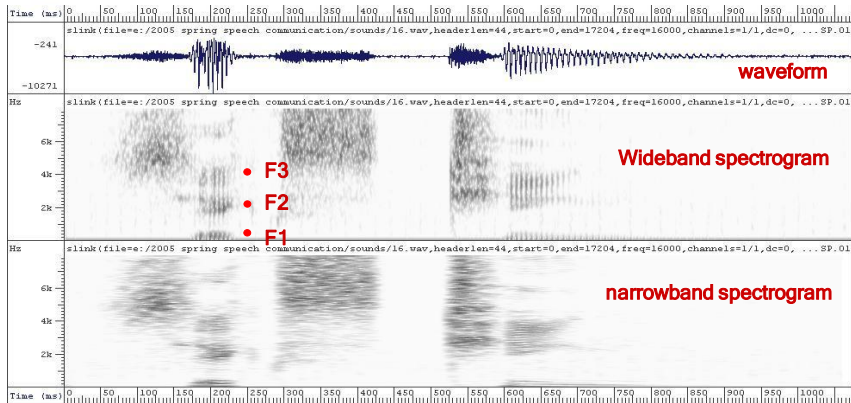 Time (ms) 0 50 100 150 200 250 300 350 400 450 500 550 600 650 700 750 800 850 900 950 1000
slink(file=e:/2005 spring speech communication/sounds/16.wav,headerlen=44,start=0,end=17204,freq=16000,channels=1/1,dc=0, ...SP.01
-241
waveform
-10271
Hz slink(file=e:/2005 spring speech communication/sounds/16.wav,headerlen=44,start=0,end=17204,freq=16000,channels=1/1,dc=0, ...SP.01
6k
Wideband spectrogram
F3
4k
F2
2k
F1
Hz slink(file=e:/2005 spring speech communication/sounds/16.wav,headerlen=44,start=0,end=17204,freq=16000,channels=1/1,dc=0, ...SP.01
6k
narrowband spectrogram
4k
2k
Time (ms) 0 50 100 150 200 250 300 350 400 450 500 550 600 650 700 750 800 850 900 950 1000